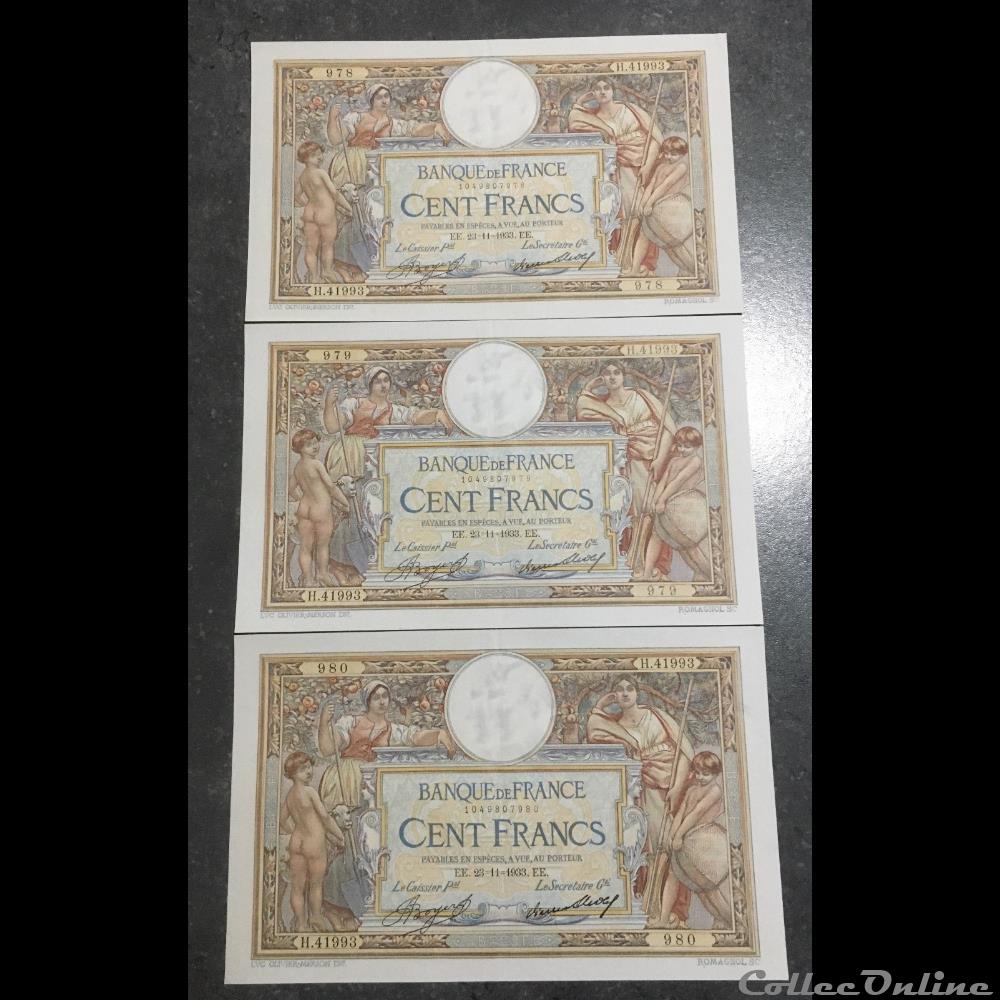 978
H.41993
BANQUE DE FRANCE
1049807978
CENT FRANCS
PAYABLES EN ESPÈCES, A VUE, AU PORTEUR
EE. 23-11-1933. EE.
Le Caissier Pal Le Secrétaire Gal
H.41993
978
LUC OLIVIER-MERSON INV.
ROMAGNOL SC.
979
H.41993
BANQUE DE FRANCE
1049807979
CENT FRANCS
PAYABLES EN ESPÈCES, A VUE, AU PORTEUR
EE. 23-11-1933. EE.
Le Caissier Pal Le Secrétaire Gal
H.41993
979
LUC OLIVIER-MERSON INV.
ROMAGNOL SC.
980
H.41993
BANQUE DE FRANCE
1049807980
CENT FRANCS
PAYABLES EN ESPÈCES, A VUE, AU PORTEUR
EE. 23-11-1933. EE.
Le Caissier Pal Le Secrétaire Gal
H.41993
980
LUC OLIVIER-MERSON INV.
ROMAGNOL SC.
CollecOnline